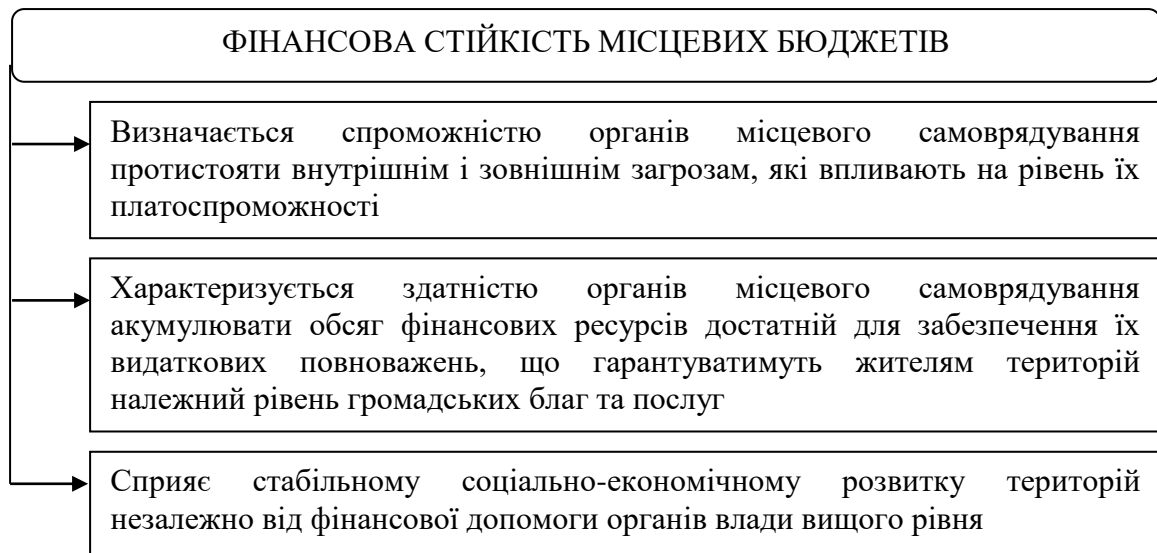 ФІНАНСОВА СТІЙКІСТЬ МІСЦЕВИХ БЮДЖЕТІВ
Визначається спроможністю органів місцевого самоврядування
протистояти внутрішнім і зовнішнім загрозам, які впливають на рівень їх
платоспроможності
Характеризується здатністю органів місцевого самоврядування
акумулювати обсяг фінансових ресурсів достатній для забезпечення їх
видаткових повноважень, що гарантуватимуть жителям територій
належний рівень громадських благ та послуг
Сприяє стабільному соціально-економічному розвитку територій
незалежно від фінансової допомоги органів влади вищого рівня